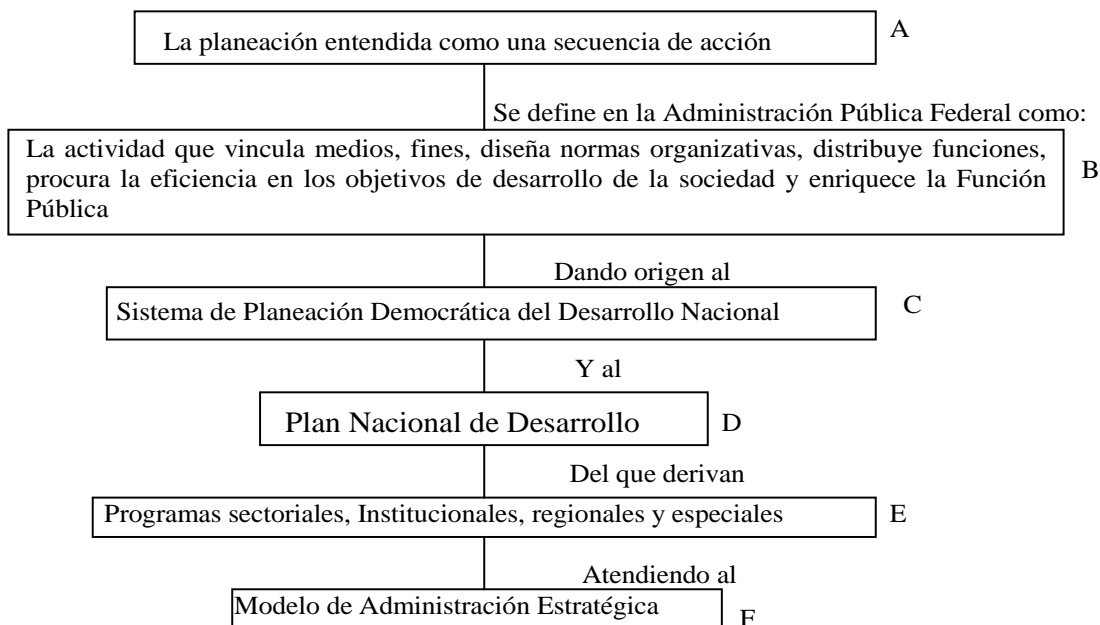 La planeación entendida como una secuencia de acción
A
Se define en la Administración Pública Federal como:
La actividad que vincula medios, fines, diseña normas organizativas, distribuye funciones,
procura la eficiencia en los objetivos de desarrollo de la sociedad y enriquece la Función
Pública
B
Dando origen al
Sistema de Planeación Democrática del Desarrollo Nacional
C
Y al
Plan Nacional de Desarrollo
D
Del que derivan
Programas sectoriales, Institucionales, regionales y especiales
E
Atendiendo al
Modelo de Administración Estratégica
F